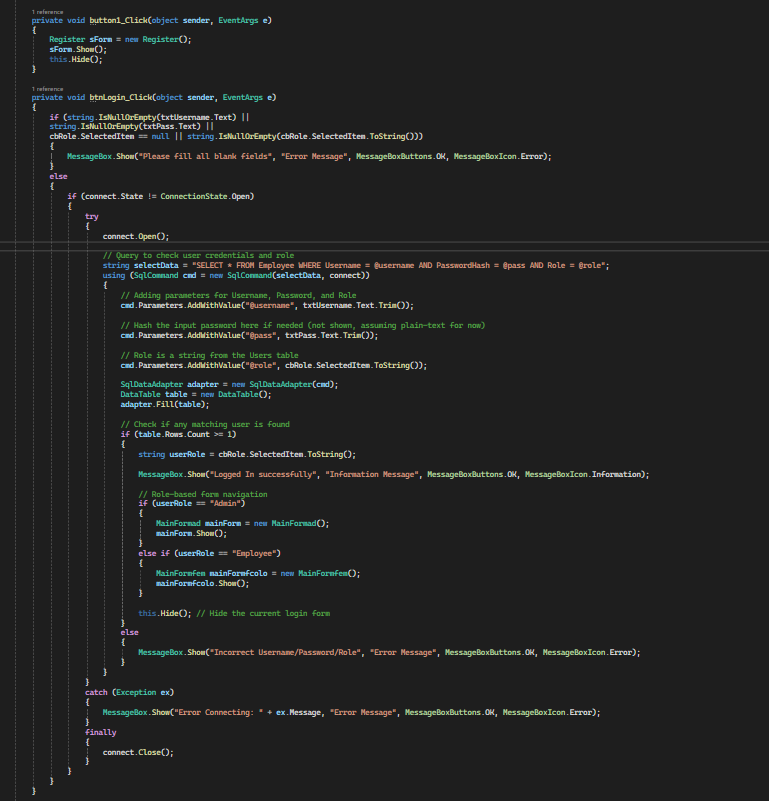 1 reference
private void button1_Click(object sender, EventArgs e)
{
Register sForm = new Register();
sForm.Show();
this.Hide();
}
1 reference
private void btnLogin_Click(object sender, EventArgs e)
{
if (string.IsNullOrEmpty(txtUsername.Text) ||
string.IsNullOrEmpty(txtPass.Text) ||
cbRole.SelectedItem == null || string.IsNullOrEmpty(cbRole.SelectedItem.ToString()))
{
MessageBox.Show("Please fill all blank fields", "Error Message", MessageBoxButtons.OK, MessageBoxIcon.Error);
}
else
{
if (connect.State != ConnectionState.Open)
{
try
{
connect.Open();
// Query to check user credentials and role
string selectData = "SELECT * FROM Employee WHERE Username = @username AND PasswordHash = @pass AND Role = @role";
using (SqlCommand cmd = new SqlCommand(selectData, connect))
{
// Adding parameters for Username, Password, and Role
cmd.Parameters.AddWithValue("@username", txtUsername.Text.Trim());
// Hash the input password here if needed (not shown, assuming plain-text for now)
cmd.Parameters.AddWithValue("@pass", txtPass.Text.Trim());
// Role is a string from the Users table
cmd.Parameters.AddWithValue("@role", cbRole.SelectedItem.ToString());
SqlDataAdapter adapter = new SqlDataAdapter(cmd);
DataTable table = new DataTable();
adapter.Fill(table);
// Check if any matching user is found
if (table.Rows.Count >= 1)
{
string userRole = cbRole.SelectedItem.ToString();
MessageBox.Show("Logged In successfully", "Information Message", MessageBoxButtons.OK, MessageBoxIcon.Information);
// Role-based form navigation
if (userRole == "Admin")
{
MainFormad mainForm = new MainFormad();
mainForm.Show();
}
else if (userRole == "Employee")
{
MainFormfem mainFormfcolo = new MainFormfem();
mainFormfcolo.Show();
}
this.Hide(); // Hide the current login form
}
else
{
MessageBox.Show("Incorrect Username/Password/Role", "Error Message", MessageBoxButtons.OK, MessageBoxIcon.Error);
}
}
}
catch (Exception ex)
{
MessageBox.Show("Error Connecting: " + ex.Message, "Error Message", MessageBoxButtons.OK, MessageBoxIcon.Error);
}
finally
{
connect.Close();
}
}
}
}